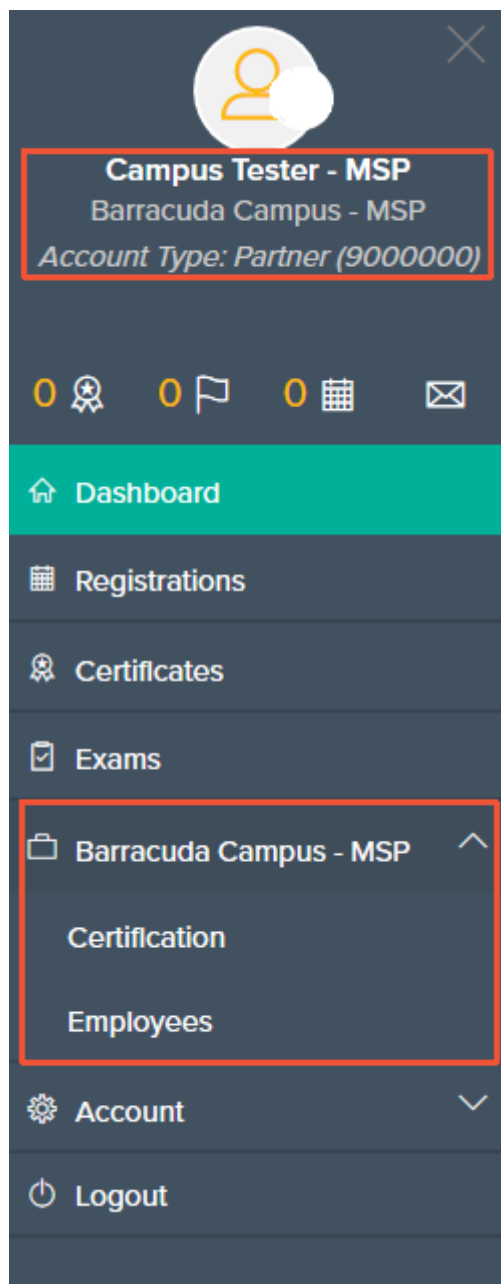 Campus Tester - MSP
Barracuda Campus - MSP
Account Type: Partner (9000000)
0 0 0
Dashboard
Registrations
Certificates
Exams
Barracuda Campus - MSP
Certification
Employees
Account
Logout